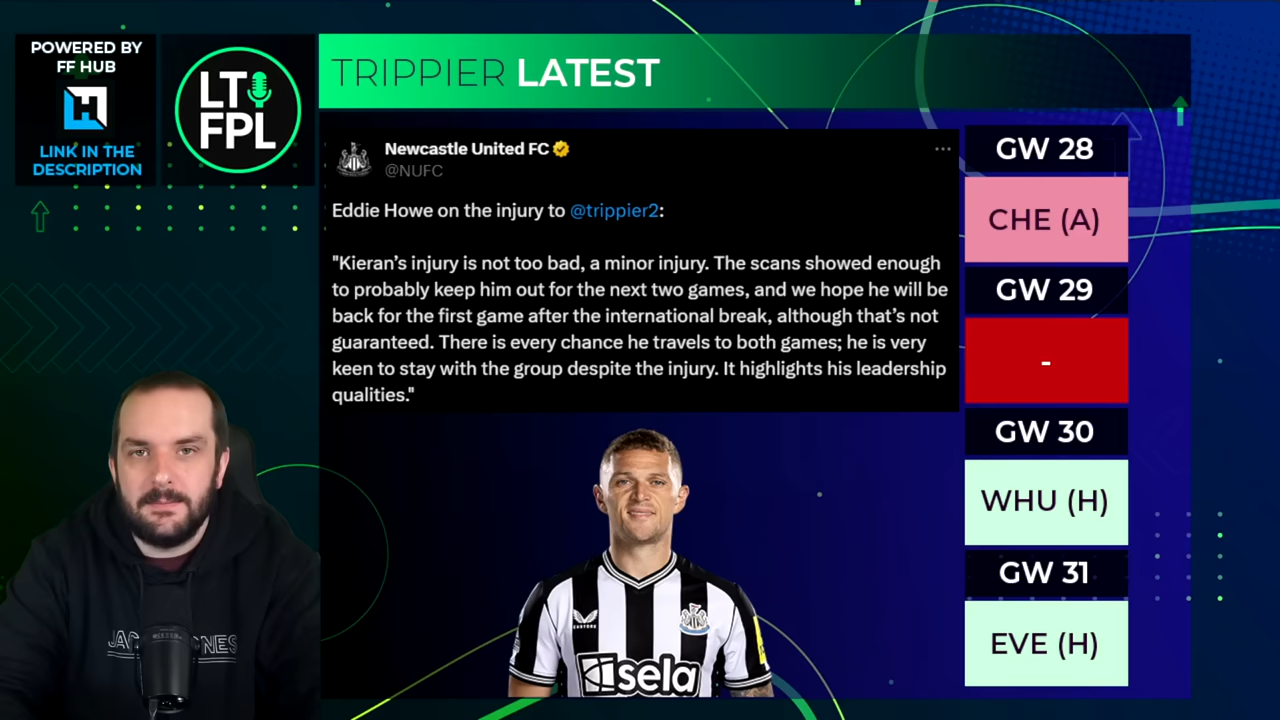 POWERED BY
FF HUB
LINK IN THE
DESCRIPTION
LT
FPL
TRIPPIER LATEST
Newcastle United FC
@NUFC
Eddie Howe on the injury to @trippier2:
"Kieran’s injury is not too bad, a minor injury. The scans showed enough
to probably keep him out for the next two games, and we hope he will be
back for the first game after the international break, although that’s not
guaranteed. There is every chance he travels to both games; he is very
keen to stay with the group despite the injury. It highlights his leadership
qualities."
GW 28
CHE (A)
GW 29
-
GW 30
WHU (H)
GW 31
EVE (H)
sela